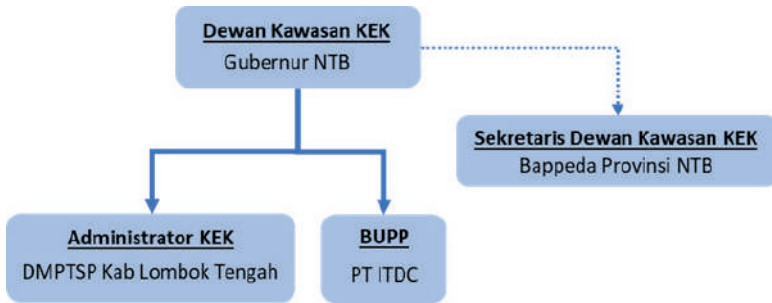 Dewan Kawasan KEK
Gubernur NTB
Sekretaris Dewan Kawasan KEK
Bappeda Provinsi NTB
Administrator KEK
DMPTSP Kab Lombok Tengah
BUPP
PT ITDC